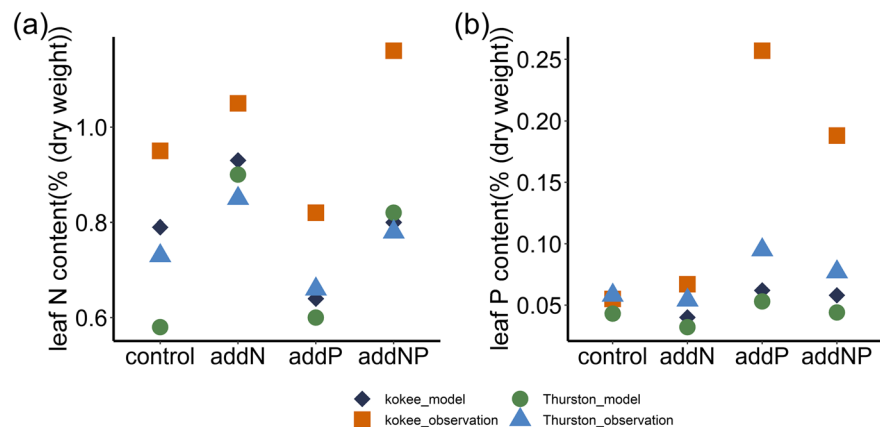 (a)
leaf N content(% (dry weight))
1.0
0.8
0.6
control addN addP addNP
(b)
leaf P content(% (dry weight))
0.25
0.20
0.15
0.10
0.05
control addN addP addNP
kokee_model Thurston_model
kokee_observation Thurston_observation